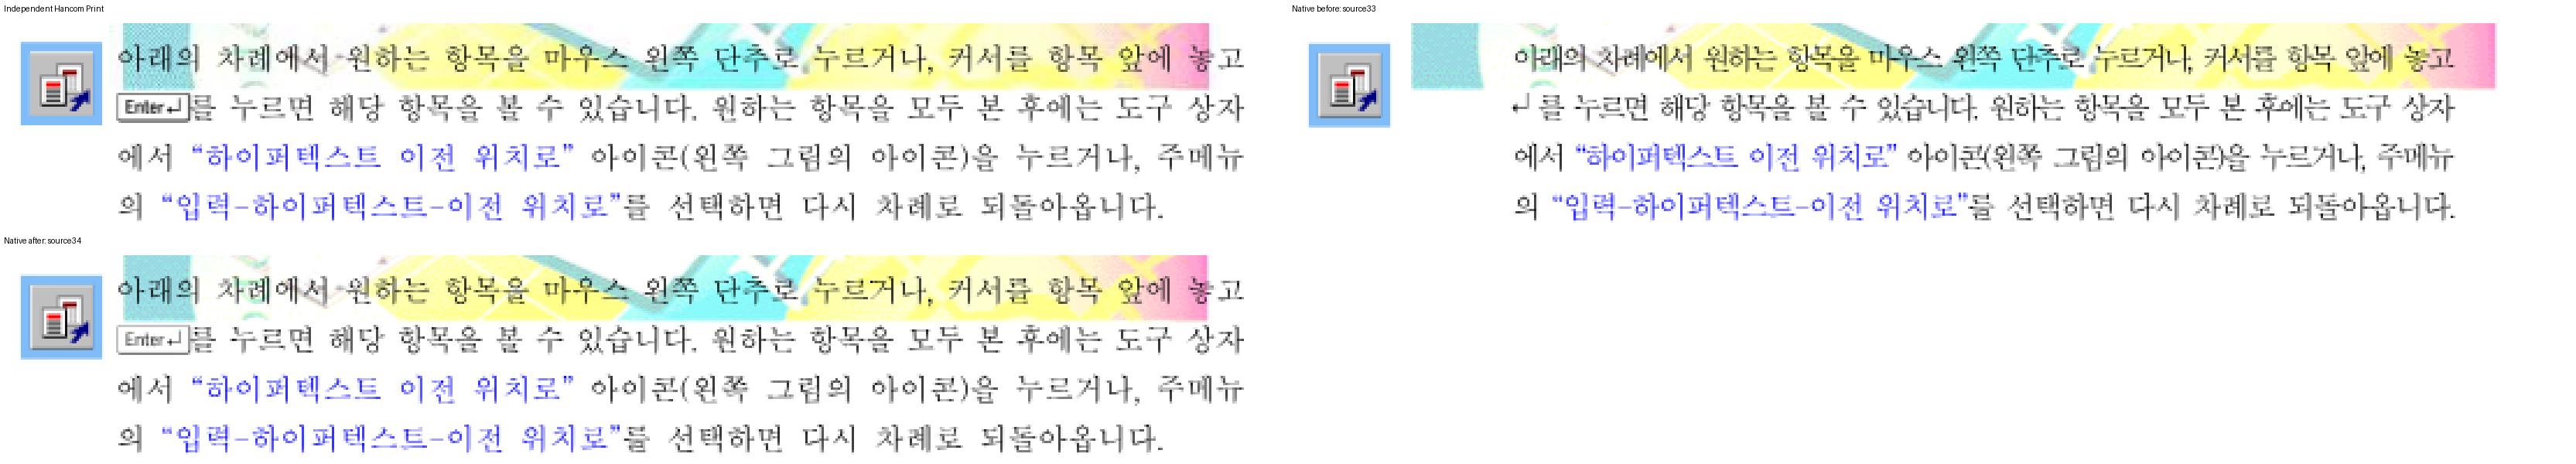 Independent Hancom Print
아래의 차례에서 원하는 항목을 마우스 왼쪽 단추로 누르거나, 커서를 항목 앞에 놓고
Enter↵를 누르면 해당 항목을 볼 수 있습니다. 원하는 항목을 모두 본 후에는 도구 상자
에서 “하이퍼텍스트 이전 위치로” 아이콘(왼쪽 그림의 아이콘)을 누르거나, 주메뉴
의 “입력-하이퍼텍스트-이전 위치로”를 선택하면 다시 차례로 되돌아옵니다.
Native before: source33
아래의 차례에서 원하는 항목을 마우스 왼쪽 단추로 누르거나, 커서를 항목 앞에 놓고
↵를 누르면 해당 항목을 볼 수 있습니다. 원하는 항목을 모두 본 후에는 도구 상자
에서 “하이퍼텍스트 이전 위치로” 아이콘(왼쪽 그림의 아이콘)을 누르거나, 주메뉴
의 “입력-하이퍼텍스트-이전 위치로”를 선택하면 다시 차례로 되돌아옵니다.
Native after: source34
아래의 차례에서 원하는 항목을 마우스 왼쪽 단추로 누르거나, 커서를 항목 앞에 놓고
Enter↵를 누르면 해당 항목을 볼 수 있습니다. 원하는 항목을 모두 본 후에는 도구 상자
에서 “하이퍼텍스트 이전 위치로” 아이콘(왼쪽 그림의 아이콘)을 누르거나, 주메뉴
의 “입력-하이퍼텍스트-이전 위치로”를 선택하면 다시 차례로 되돌아옵니다.